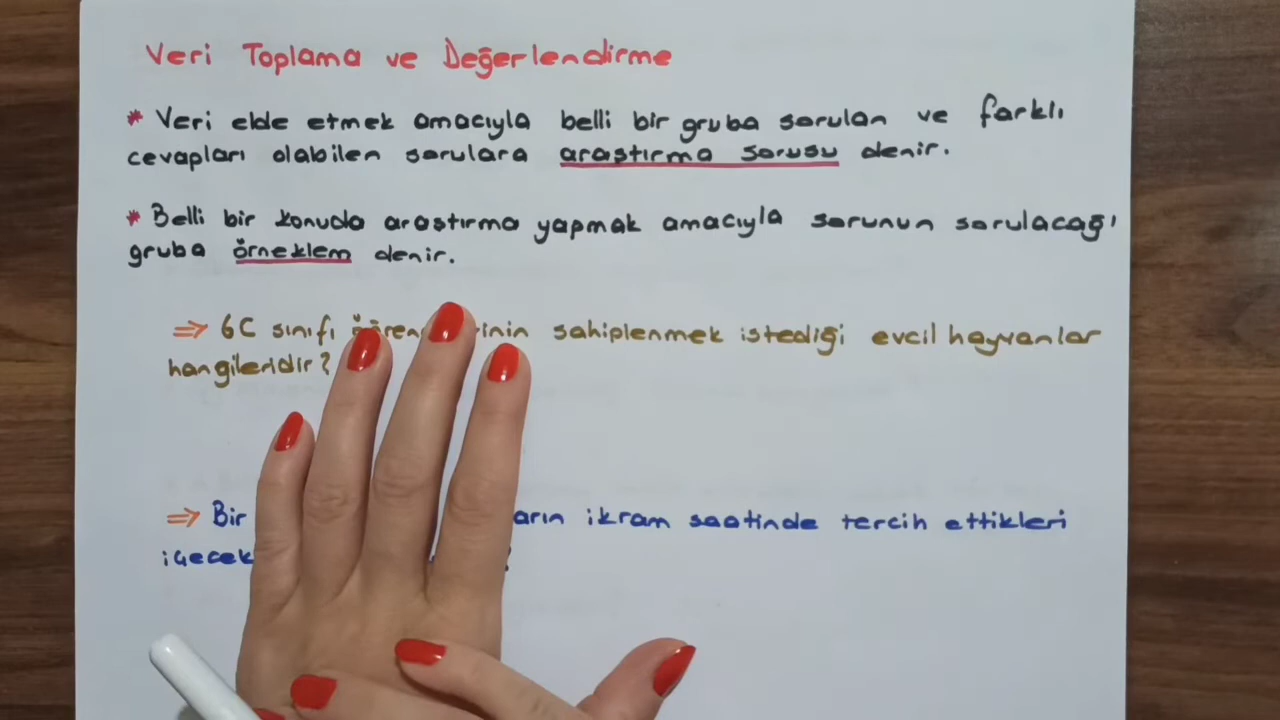 Veri Toplama ve Değerlendirme
* Veri elde etmek amacıyla belli bir gruba sorulan ve farklı
cevapları olabilen sorulara araştırma sorusu denir.
* Belli bir konuda araştırma yapmak amacıyla sorunun sorulacağı
gruba örneklem denir.
⇒ 6C sınıfı sahiplenmek istediği evcil hayvanlar
hangileridir?
⇒ Bir ikram saatinde tercih ettikleri